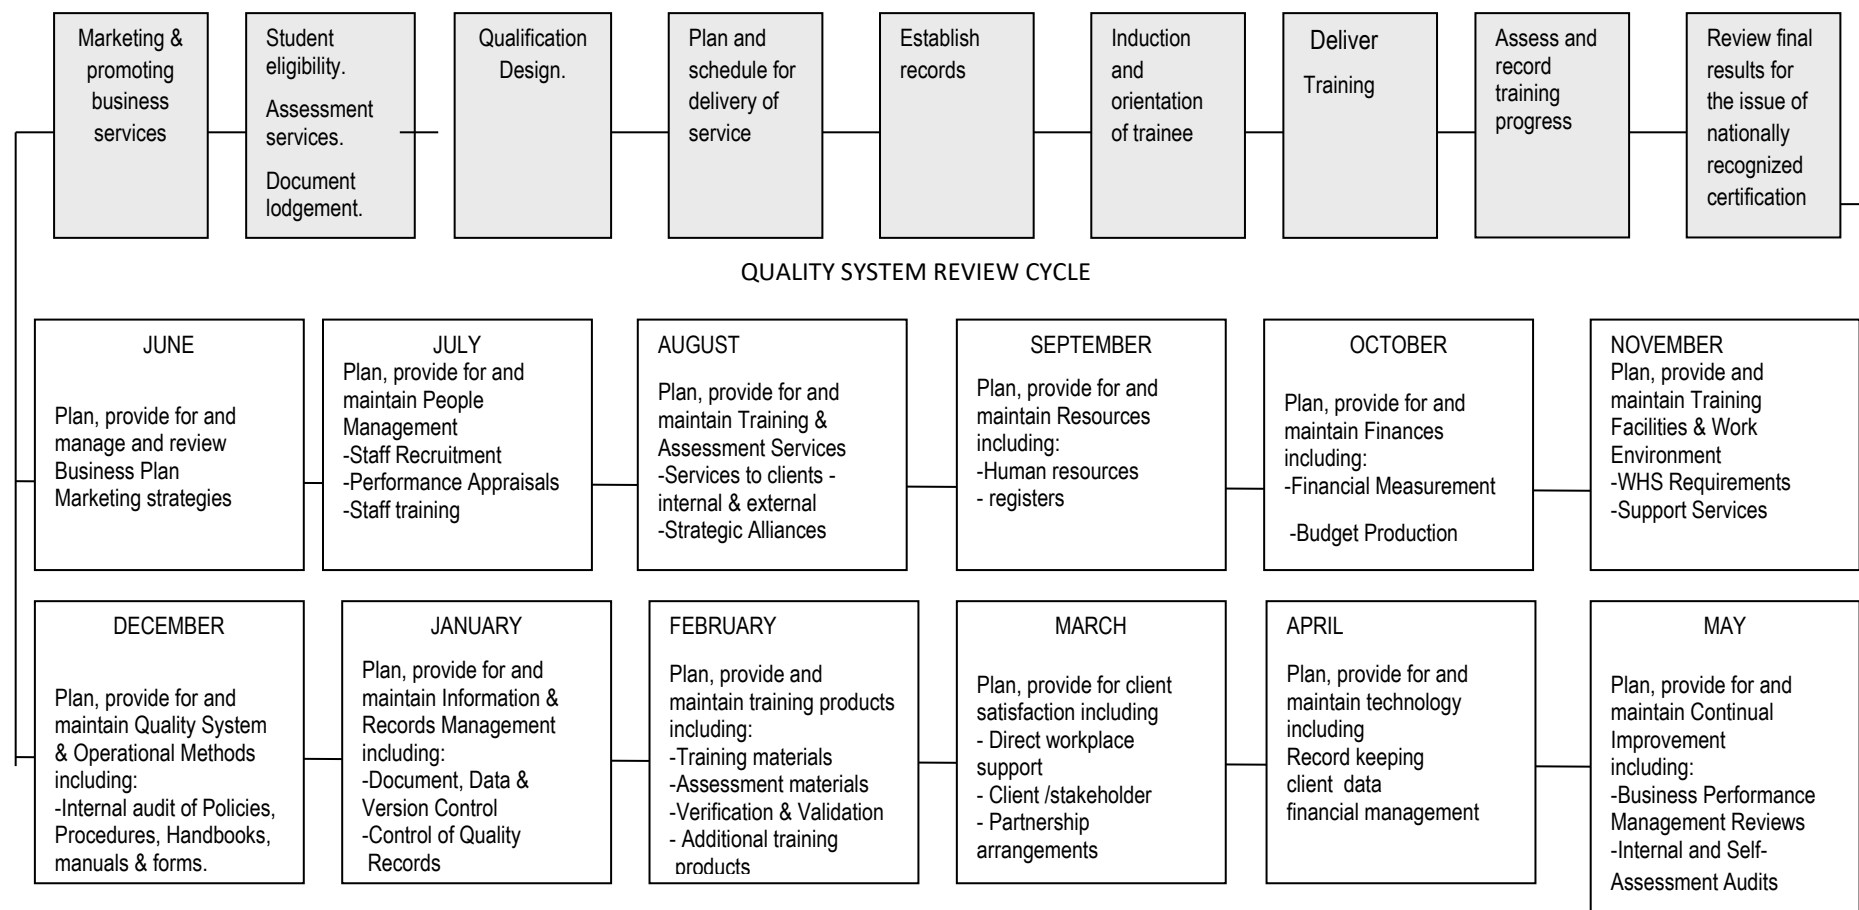 Marketing &
promoting
business
services
Student
eligibility.
Assessment
services.
Document
lodgement.
Qualification
Design.
Plan and
schedule for
delivery of
service
Establish
records
Induction
and
orientation
of trainee
Deliver
Training
Assess and
record
training
progress
Review final
results for
the issue of
nationally
recognized
certification
QUALITY SYSTEM REVIEW CYCLE
JUNE
Plan, provide for and
manage and review
Business Plan
Marketing strategies
JULY
Plan, provide for and
maintain People
Management
-Staff Recruitment
-Performance Appraisals
-Staff training
AUGUST
Plan, provide for and
maintain Training &
Assessment Services
-Services to clients -
internal & external
-Strategic Alliances
SEPTEMBER
Plan, provide for and
maintain Resources
including:
-Human resources
- registers
OCTOBER
Plan, provide for and
maintain Finances
including:
-Financial Measurement
-Budget Production
NOVEMBER
Plan, provide and
maintain Training
Facilities & Work
Environment
-WHS Requirements
-Support Services
DECEMBER
Plan, provide for and
maintain Quality System
& Operational Methods
including:
-Internal audit of Policies,
Procedures, Handbooks,
manuals & forms.
JANUARY
Plan, provide for and
maintain Information &
Records Management
including:
-Document, Data &
Version Control
-Control of Quality
Records
FEBRUARY
Plan, provide and
maintain training products
including:
-Training materials
-Assessment materials
-Verification & Validation
- Additional training
products
MARCH
Plan, provide for client
satisfaction including
- Direct workplace
support
- Client /stakeholder
- Partnership
arrangements
APRIL
Plan, provide for and
maintain technology
including
Record keeping
client data
financial management
MAY
Plan, provide for and
maintain Continual
Improvement
including:
-Business Performance
Management Reviews
-Internal and Self-
Assessment Audits